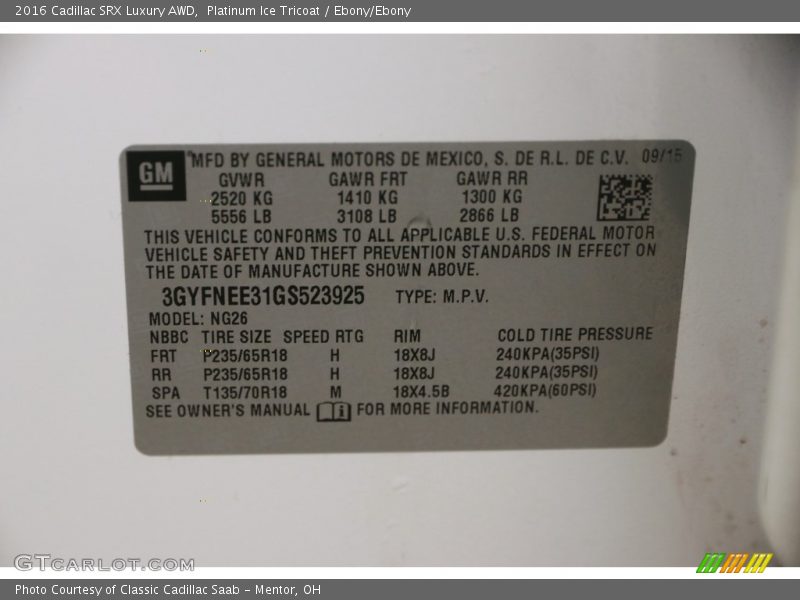 2016 Cadillac SRX Luxury AWD, Platinum Ice Tricoat / Ebony/Ebony
GM MFD BY GENERAL MOTORS DE MEXICO, S. DE R.L. DE C.V. 09/15
GVWR GAWR FRT GAWR RR
2520 KG 1410 KG 1300 KG
5556 LB 3108 LB 2866 LB
THIS VEHICLE CONFORMS TO ALL APPLICABLE U.S. FEDERAL MOTOR
VEHICLE SAFETY AND THEFT PREVENTION STANDARDS IN EFFECT ON
THE DATE OF MANUFACTURE SHOWN ABOVE.
3GYFNEE31GS523925 TYPE: M.P.V.
MODEL: NG26
NBBC TIRE SIZE SPEED RTG RIM COLD TIRE PRESSURE
FRT P235/65R18 H 18X8J 240KPA(35PSI)
RR P235/65R18 H 18X8J 240KPA(35PSI)
SPA T135/70R18 M 18X4.5B 420KPA(60PSI)
SEE OWNER'S MANUAL i FOR MORE INFORMATION.
GTCARLOT.COM
Photo Courtesy of Classic Cadillac Saab - Mentor, OH